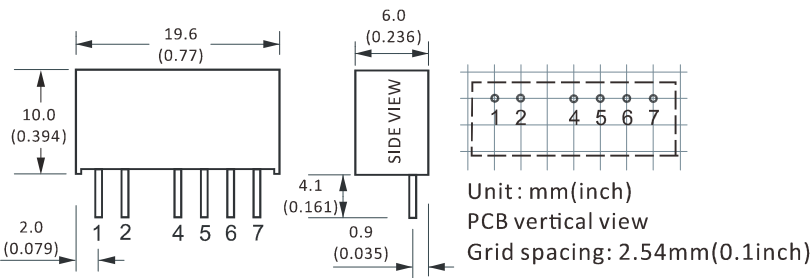 19.6
(0.77)
6.0
(0.236)
10.0
(0.394)
SIDE VIEW
1 2 4 5 6 7
4.1
(0.161)
2.0
(0.079)
1 2 4 5 6 7
0.9
(0.035)
Unit: mm(inch)
PCB vertical view
Grid spacing: 2.54mm(0.1inch)